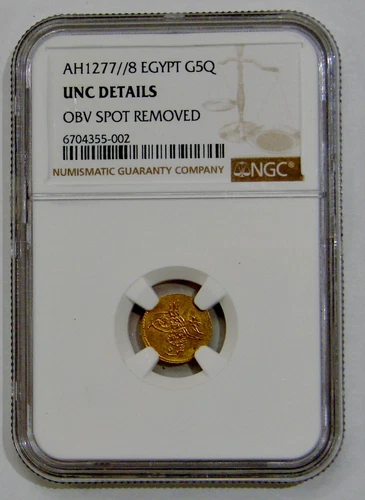 AH1277//8 EGYPT G5Q
UNC DETAILS
OBV SPOT REMOVED
6704355-002
NUMISMATIC GUARANTY COMPANY
NGC